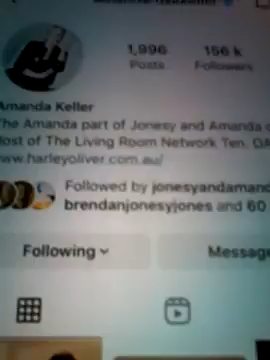 1,996 156 k
Posts Followers
Amanda Keller
The Amanda part of Jonesy and Amanda
Host of The Living Room Network Ten. OA
www.harleyoliver.com.au/
Followed by jonesyandamand
brendanjonesyjones and 60
Following
Message